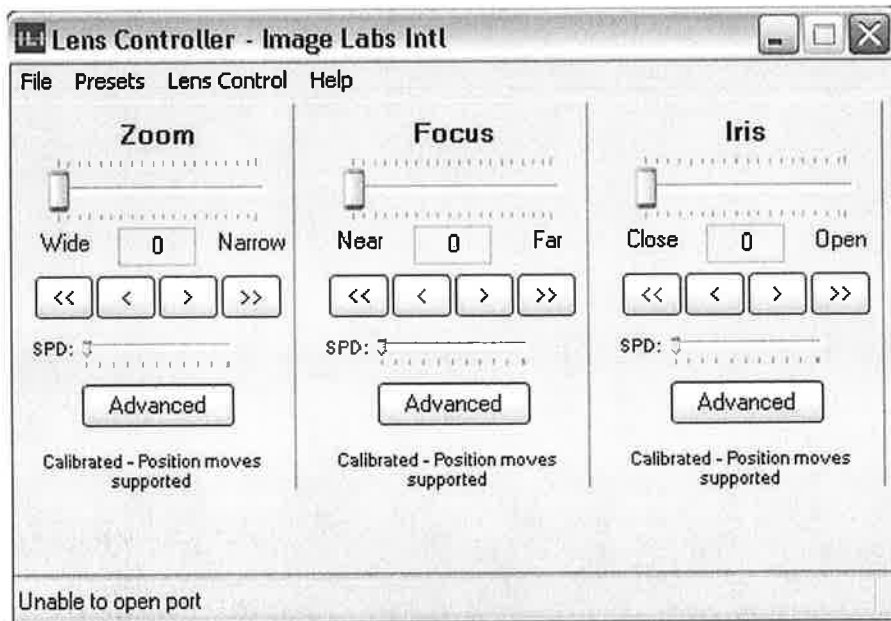 ILI Lens Controller - Image Labs Intl
File Presets Lens Control Help
Zoom
Wide 0 Narrow
<< < > >>
SPD:
Advanced
Calibrated - Position moves
supported
Focus
Near 0 Far
<< < > >>
SPD:
Advanced
Calibrated - Position moves
supported
Iris
Close 0 Open
<< < > >>
SPD:
Advanced
Calibrated - Position moves
supported
Unable to open port